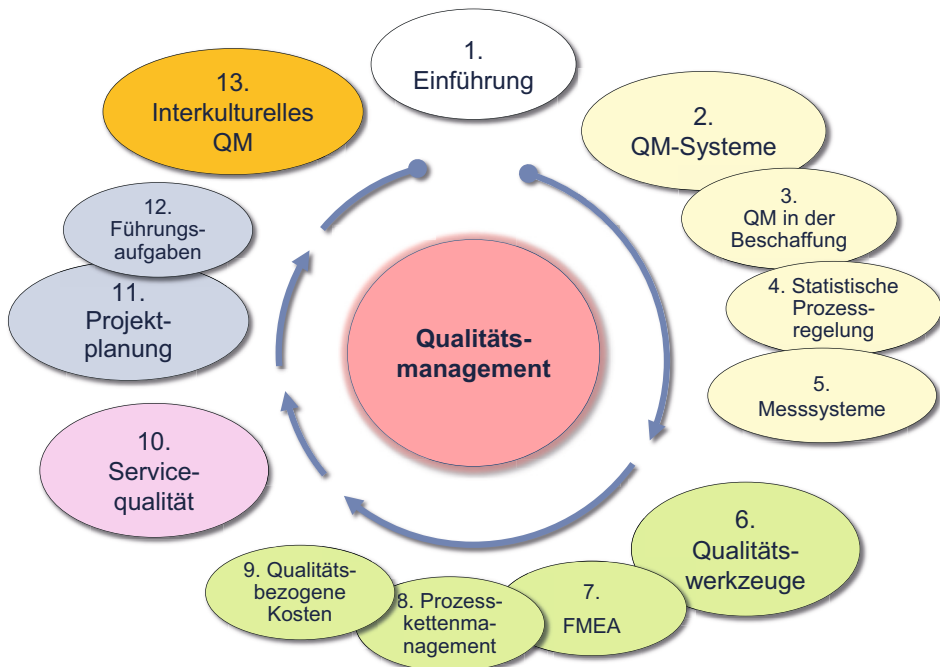 1.
Einführung
2.
QM-Systeme
3.
QM in der
Beschaffung
4. Statistische
Prozess-
regelung
5.
Messsysteme
6.
Qualitäts-
werkzeuge
7.
FMEA
8. Prozess-
kettenma-
nagement
9. Qualitäts-
bezogene
Kosten
10.
Service-
qualität
11.
Projekt-
planung
12.
Führungs-
aufgaben
13.
Interkulturelles
QM
Qualitäts-
management